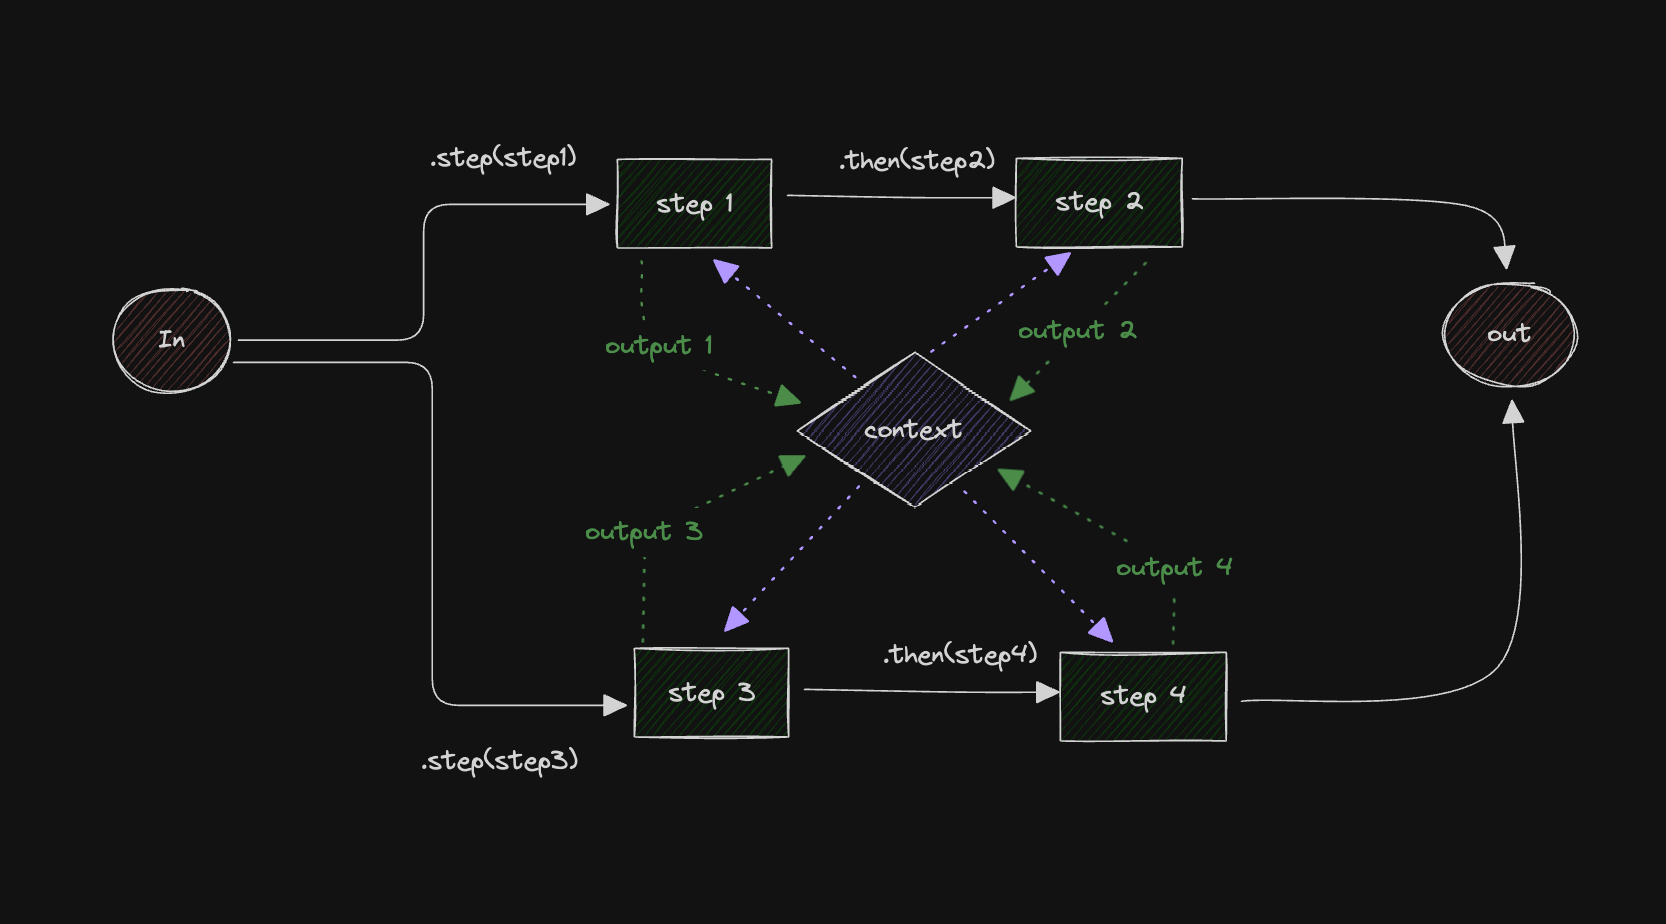 .step(step1)
.then(step2)
step 1
step 2
In
output 1
output 2
out
context
output 3
output 4
.then(step4)
step 3
step 4
.step(step3)